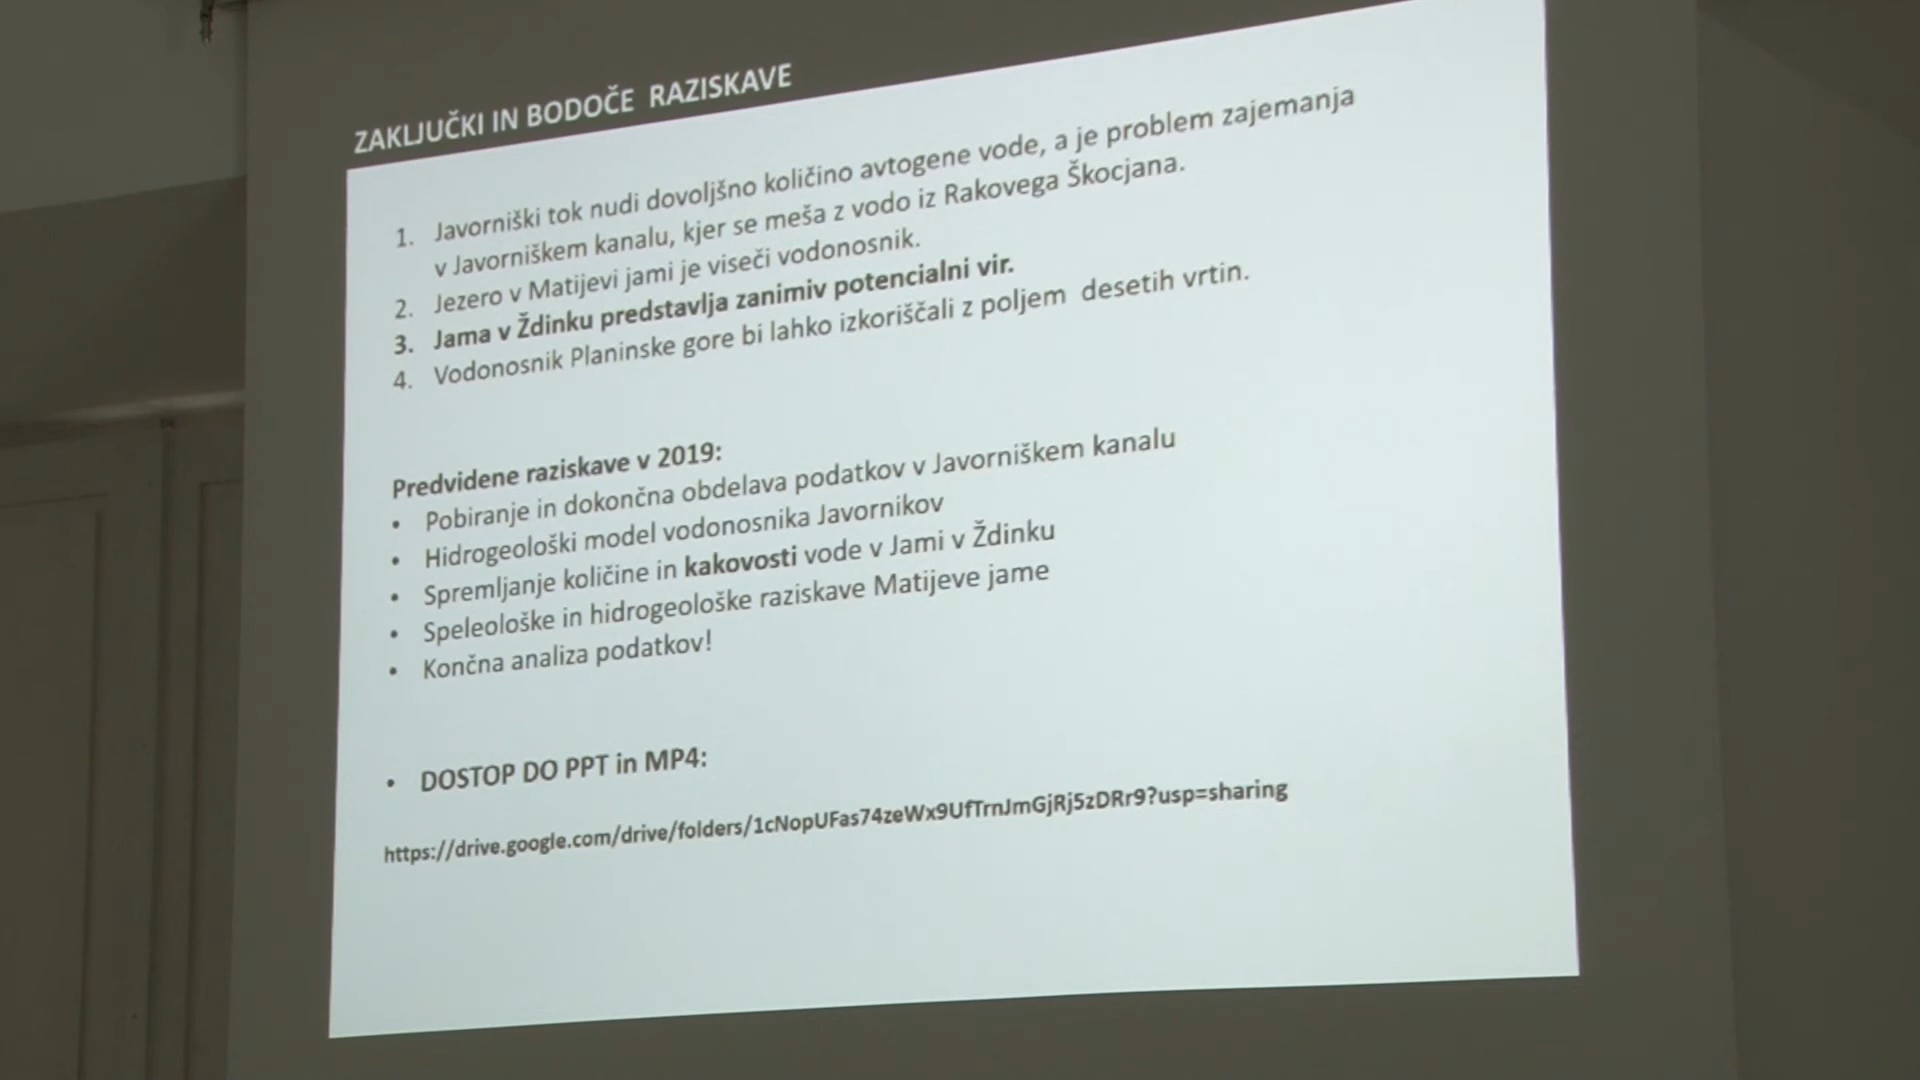 ZAKLJUČKI IN BODOČE RAZISKAVE
1. Javorniški tok nudi dovoljšno količino avtogene vode, a je problem zajemanja
v Javorniškem kanalu, kjer se meša z vodo iz Rakovega Škocjana.
2. Jezero v Matijevi jami je viseči vodonosnik.
3. Jama v Ždinku predstavlja zanimiv potencialni vir.
4. Vodonosnik Planinske gore bi lahko izkoriščali z poljem desetih vrtin.
Predvidene raziskave v 2019:
• Pobiranje in dokončna obdelava podatkov v Javorniškem kanalu
• Hidrogeološki model vodonosnika Javornikov
• Spremljanje količine in kakovosti vode v Jami v Ždinku
• Speleološke in hidrogeološke raziskave Matijeve jame
• Končna analiza podatkov!
• DOSTOP DO PPT in MP4:
https://drive.google.com/drive/folders/1cNopUFas74zeWx9UfTrnJmGjRj5zDRr9?usp=sharing